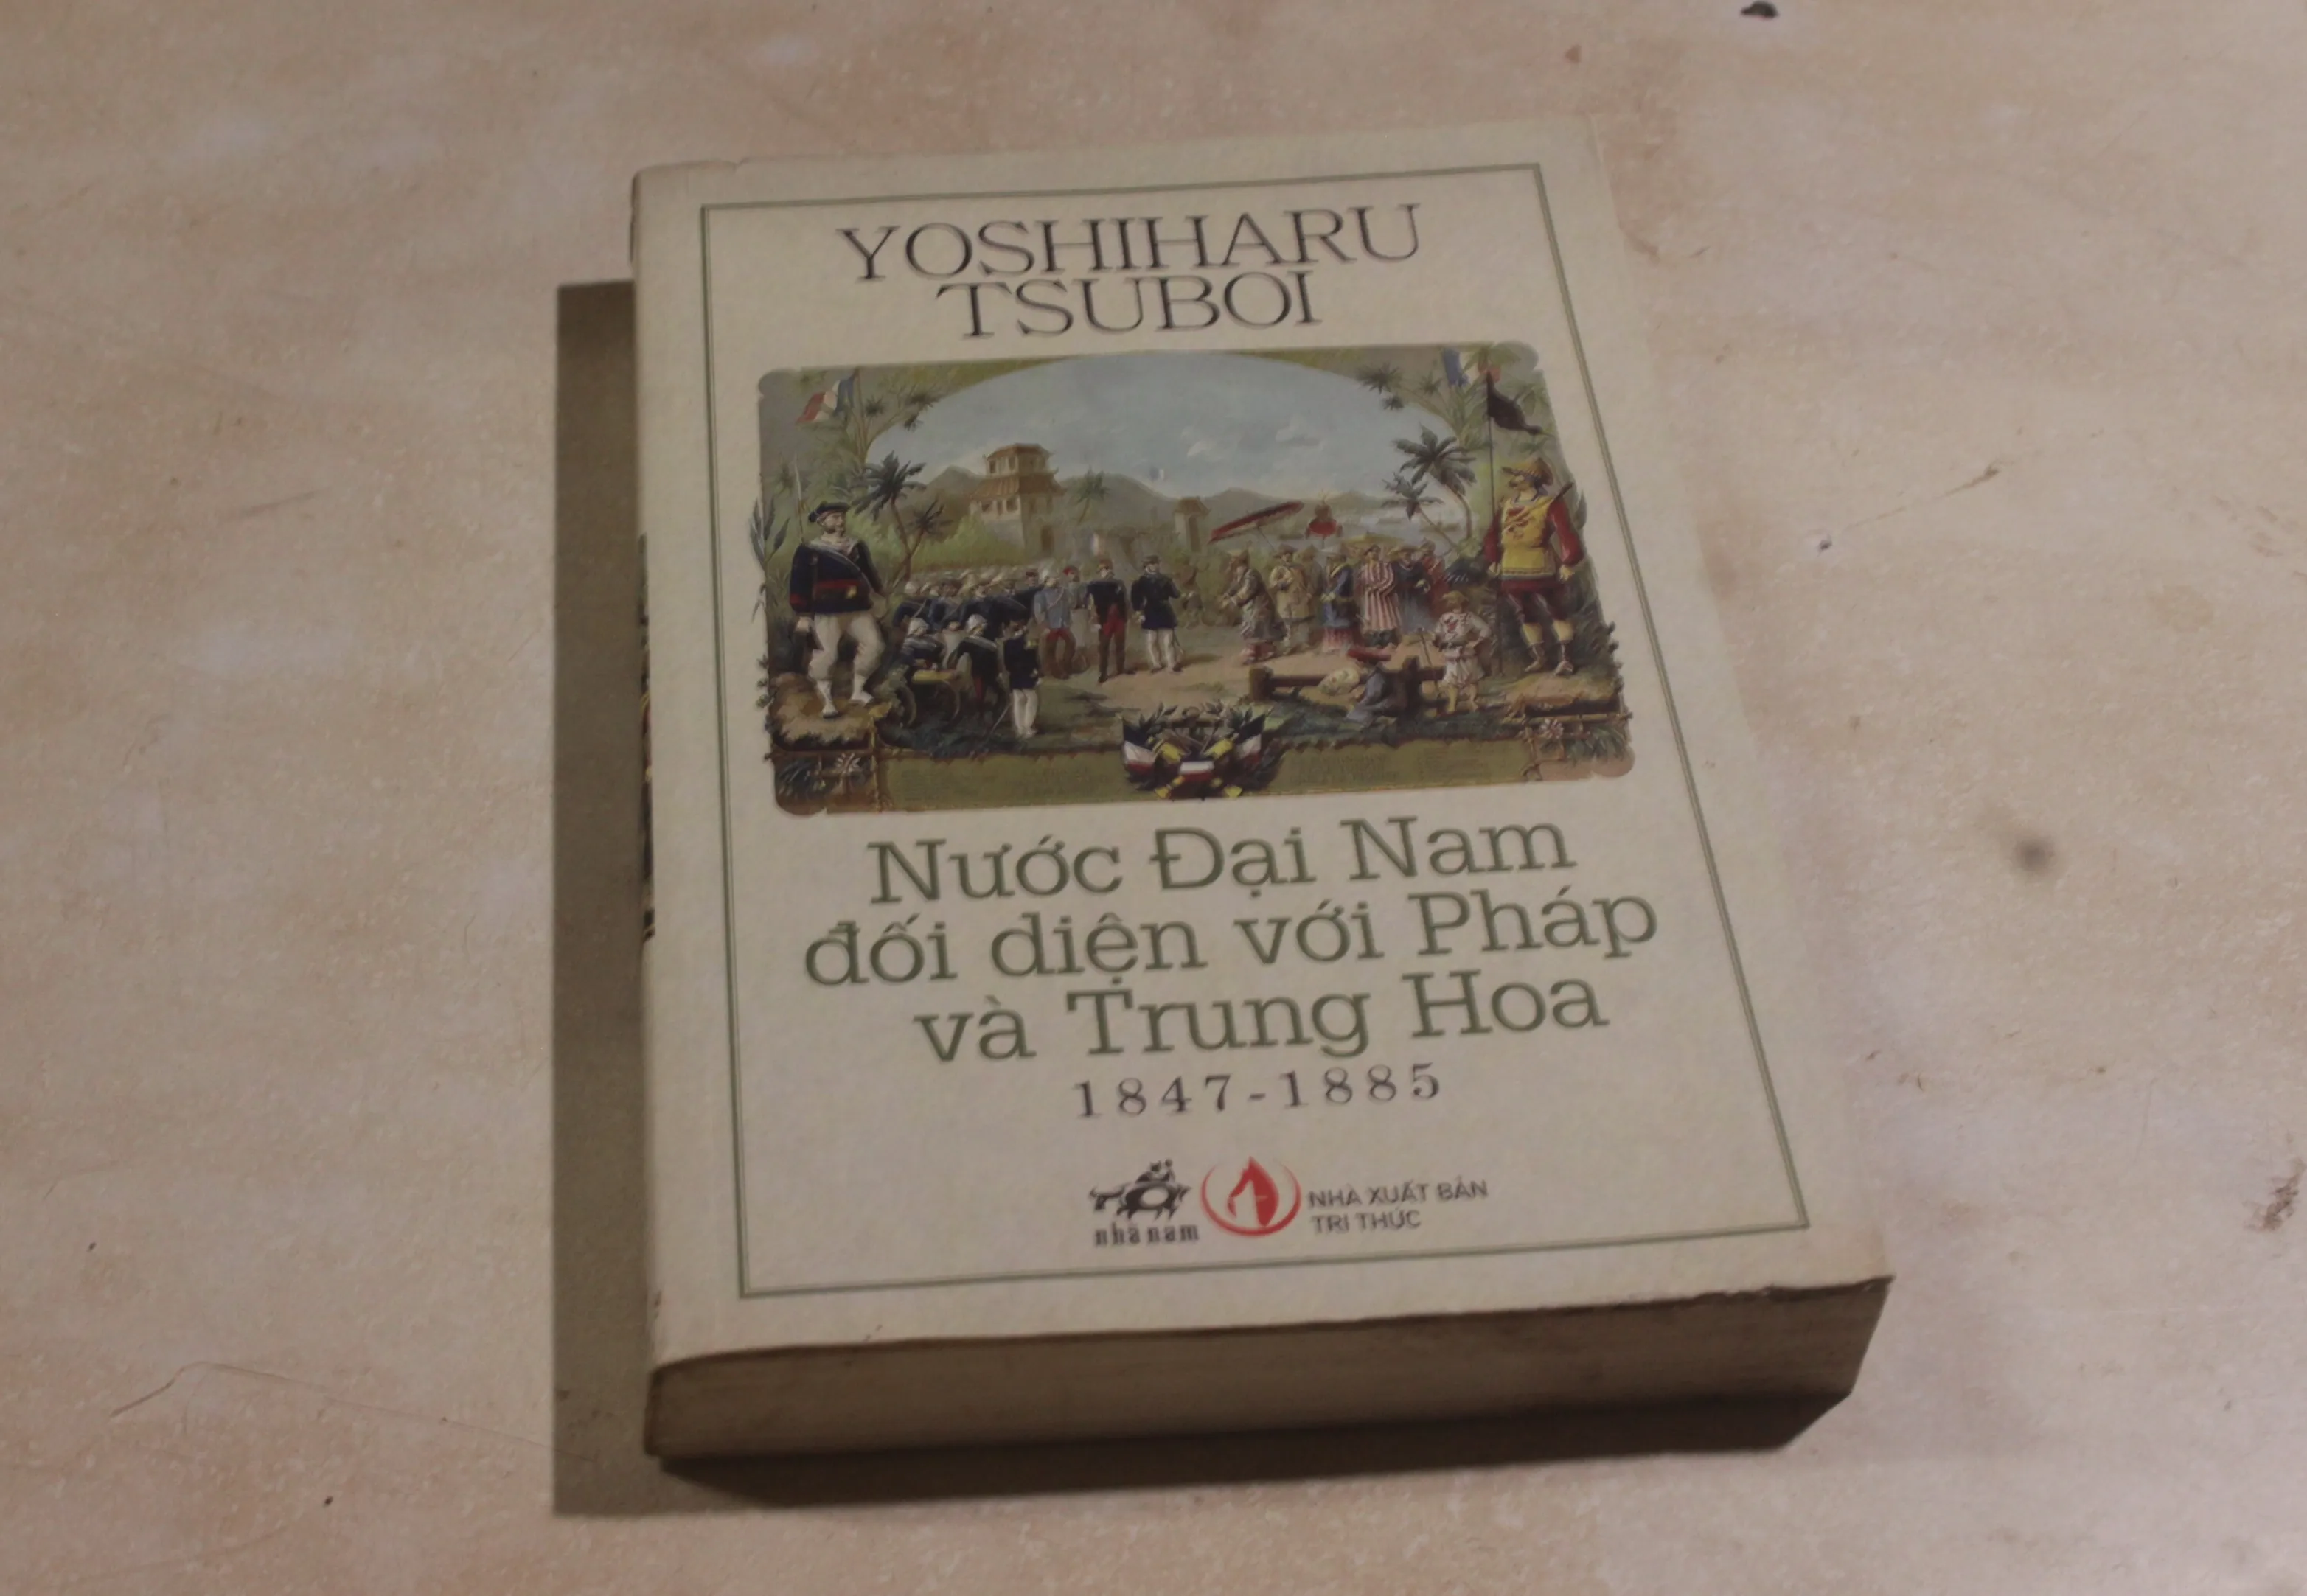 YOSHIHARU
TSUBOI
Nước Đại Nam
đối diện với Pháp
và Trung Hoa
1847-1885
nhã nam
NHÀ XUẤT BẢN
TRI THỨC